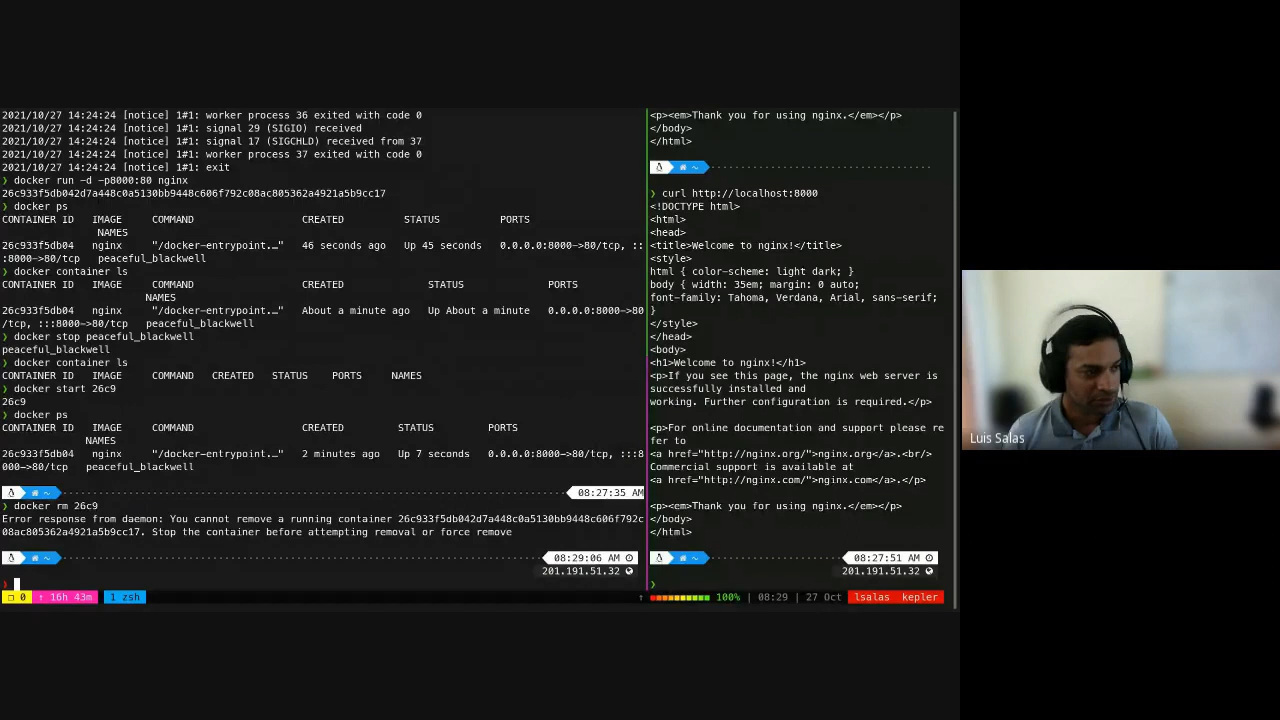 2021/10/27 14:24:24 [notice] 1#1: worker process 36 exited with code 0
2021/10/27 14:24:24 [notice] 1#1: signal 29 (SIGIO) received
2021/10/27 14:24:24 [notice] 1#1: signal 17 (SIGCHLD) received from 37
2021/10/27 14:24:24 [notice] 1#1: worker process 37 exited with code 0
2021/10/27 14:24:24 [notice] 1#1: exit
❯ docker run -d -p8000:80 nginx
26c933f5db042d7a448c0a5130bb9448c606f792c08ac805362a4921a5b9cc17
❯ docker ps
CONTAINER ID   IMAGE     COMMAND                  CREATED          STATUS          PORTS
NAMES
26c933f5db04   nginx     "/docker-entrypoint.…"   46 seconds ago   Up 45 seconds   0.0.0.0:8000->80/tcp, ::
:8000->80/tcp   peaceful_blackwell
❯ docker container ls
CONTAINER ID   IMAGE     COMMAND                  CREATED              STATUS              PORTS
NAMES
26c933f5db04   nginx     "/docker-entrypoint.…"   About a minute ago   Up About a minute   0.0.0.0:8000->80
/tcp, :::8000->80/tcp   peaceful_blackwell
❯ docker stop peaceful_blackwell
peaceful_blackwell
❯ docker container ls
CONTAINER ID   IMAGE     COMMAND   CREATED   STATUS    PORTS     NAMES
❯ docker start 26c9
26c9
❯ docker ps
CONTAINER ID   IMAGE     COMMAND                  CREATED         STATUS         PORTS
NAMES
26c933f5db04   nginx     "/docker-entrypoint.…"   2 minutes ago   Up 7 seconds   0.0.0.0:8000->80/tcp, :::8
000->80/tcp   peaceful_blackwell
~ 08:27:35 AM
❯ docker rm 26c9
Error response from daemon: You cannot remove a running container 26c933f5db042d7a448c0a5130bb9448c606f792c
08ac805362a4921a5b9cc17. Stop the container before attempting removal or force remove
~ 08:29:06 AM
201.191.51.32
❯
<p><em>Thank you for using nginx.</em></p>
</body>
</html>
~
❯ curl http://localhost:8000
<!DOCTYPE html>
<html>
<head>
<title>Welcome to nginx!</title>
<style>
html { color-scheme: light dark; }
body { width: 35em; margin: 0 auto;
font-family: Tahoma, Verdana, Arial, sans-serif;
}
</style>
</head>
<body>
<h1>Welcome to nginx!</h1>
<p>If you see this page, the nginx web server is
successfully installed and
working. Further configuration is required.</p>
<p>For online documentation and support please re
fer to
<a href="http://nginx.org/">nginx.org</a>.<br/>
Commercial support is available at
<a href="http://nginx.com/">nginx.com</a>.</p>
<p><em>Thank you for using nginx.</em></p>
</body>
</html>
~ 08:27:51 AM
201.191.51.32
❯
❐ 0 ↑ 16h 43m 1 zsh ↑ 100% | 08:29 | 27 Oct lsalas kepler
Luis Salas